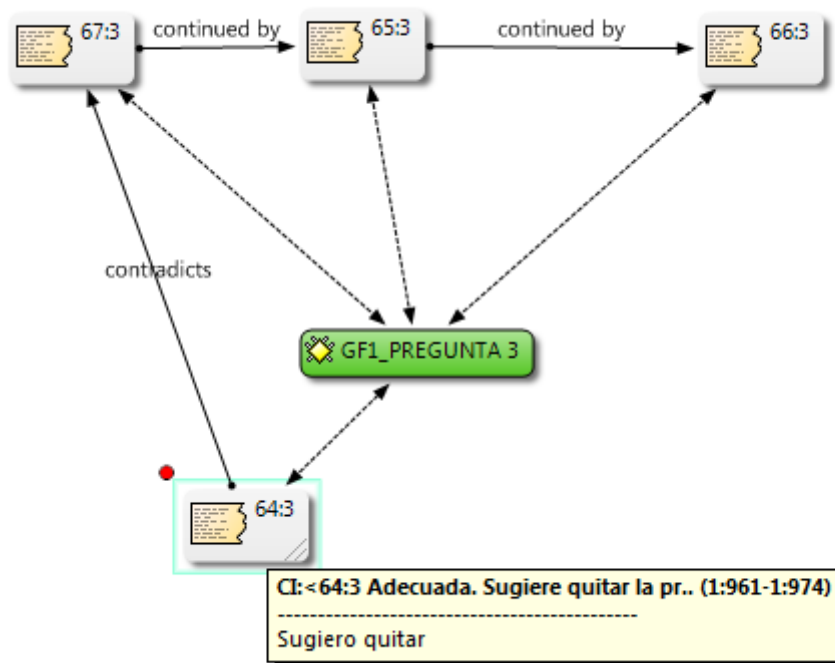 67:3
continued by
65:3
continued by
66:3
contradicts
GF1_PREGUNTA 3
64:3
CI:<64:3 Adecuada. Sugiere quitar la pr.. (1:961-1:974)
--------------------------------------------
Sugiero quitar